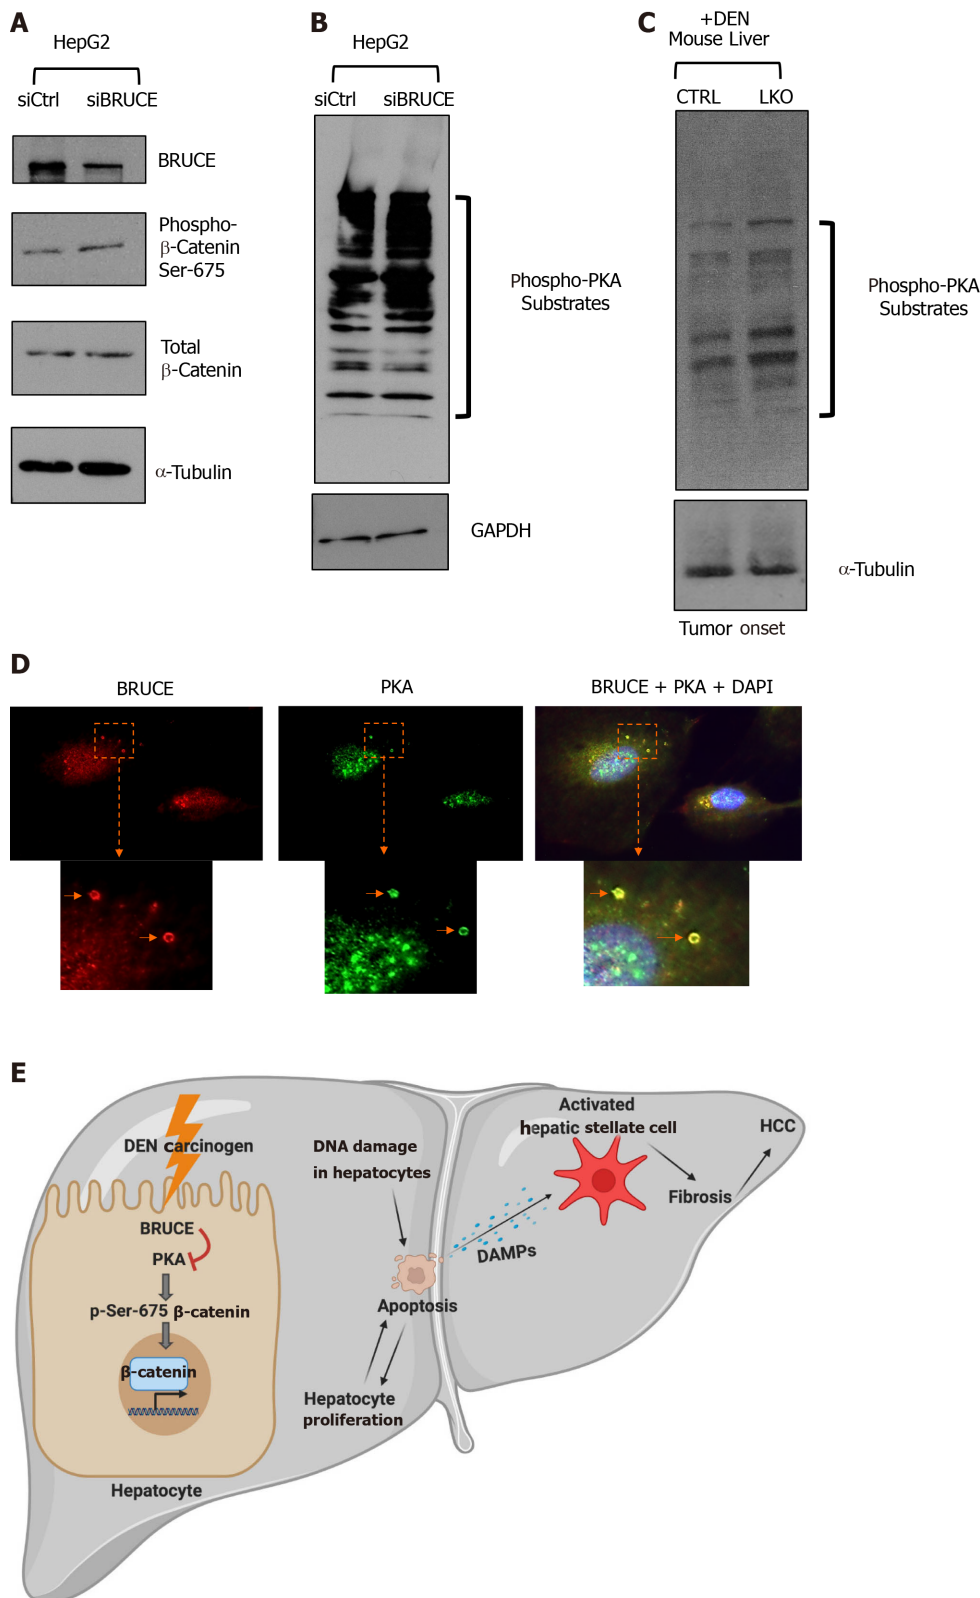 A
HepG2
siCtrl siBRUCE
BRUCE
Phospho-
β-Catenin
Ser-675
Total
β-Catenin
α-Tubulin
B
HepG2
siCtrl siBRUCE
Phospho-PKA
Substrates
GAPDH
C
+DEN
Mouse Liver
CTRL LKO
Phospho-PKA
Substrates
α-Tubulin
Tumor onset
D
BRUCE PKA BRUCE + PKA + DAPI
E
DEN carcinogen
BRUCE
PKA
p-Ser-675 β-catenin
β-catenin
Hepatocyte
DNA damage
in hepatocytes
Apoptosis
Hepatocyte
proliferation
DAMPs
Activated
hepatic stellate cell
Fibrosis
HCC